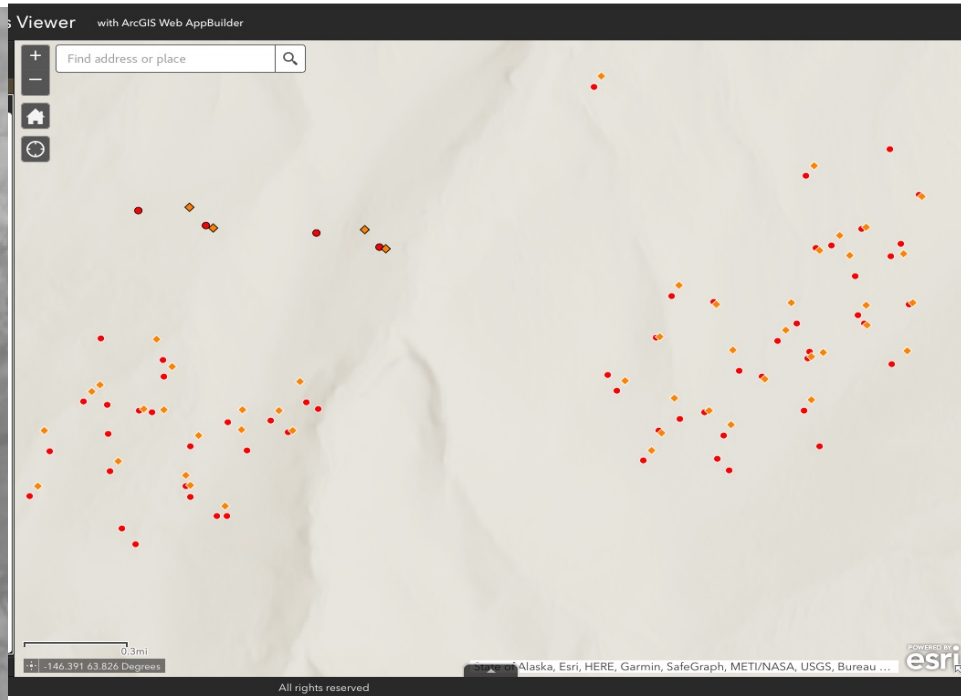 s Viewer with ArcGIS Web AppBuilder
+
Find address or place
−
0.3mi
-146.391 63.826 Degrees
State of Alaska, Esri, HERE, Garmin, SafeGraph, METI/NASA, USGS, Bureau ...
POWERED BY
esri
All rights reserved